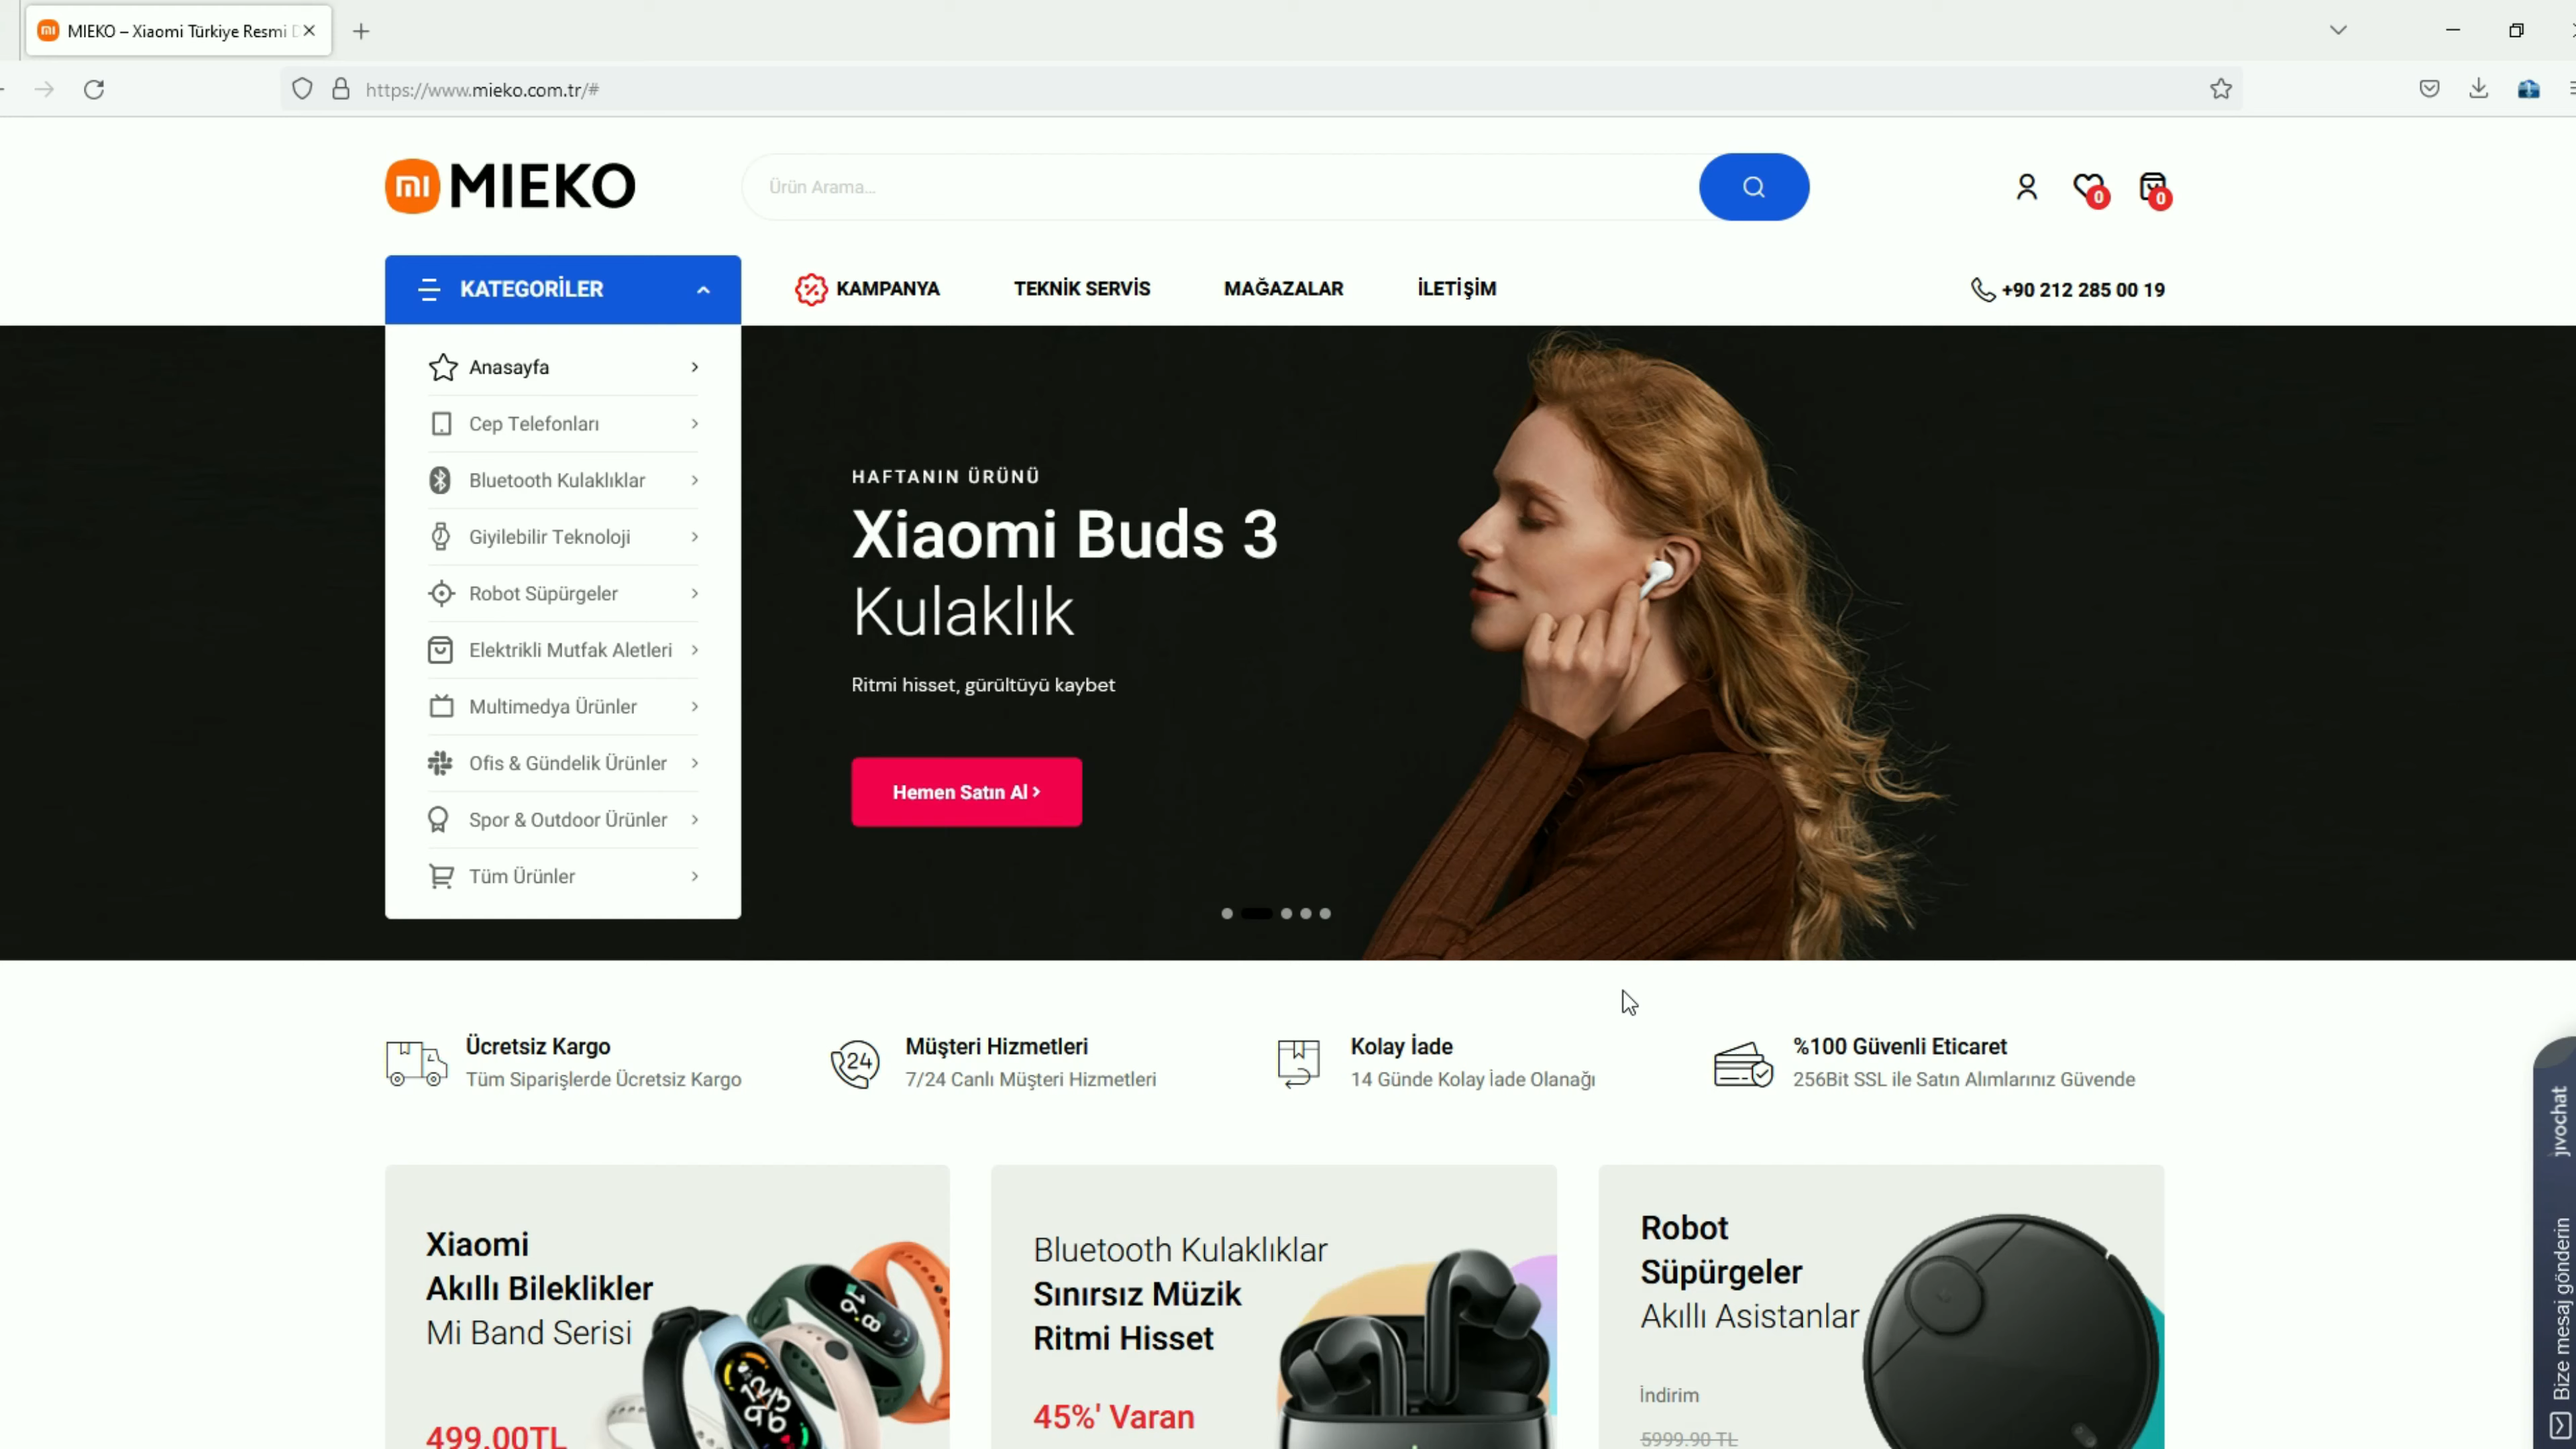 MIEKO – Xiaomi Türkiye Resmi
https://www.mieko.com.tr/#
mi MIEKO
Ürün Arama...
0
0
KATEGORİLER
KAMPANYA
TEKNİK SERVİS
MAĞAZALAR
İLETİŞİM
+90 212 285 00 19
Anasayfa
Cep Telefonları
Bluetooth Kulaklıklar
Giyilebilir Teknoloji
Robot Süpürgeler
Elektrikli Mutfak Aletleri
Multimedya Ürünler
Ofis & Gündelik Ürünler
Spor & Outdoor Ürünler
Tüm Ürünler
HAFTANIN ÜRÜNÜ
Xiaomi Buds 3
Kulaklık
Ritmi hisset, gürültüyü kaybet
Hemen Satın Al >
Ücretsiz Kargo
Tüm Siparişlerde Ücretsiz Kargo
24
Müşteri Hizmetleri
7/24 Canlı Müşteri Hizmetleri
Kolay İade
14 Günde Kolay İade Olanağı
%100 Güvenli Eticaret
256Bit SSL ile Satın Alımlarınız Güvende
Xiaomi
Akıllı Bileklikler
Mi Band Serisi
499.00TL
Bluetooth Kulaklıklar
Sınırsız Müzik
Ritmi Hisset
45%' Varan
Robot
Süpürgeler
Akıllı Asistanlar
İndirim
5999.90 TL
jivochat
Bize mesaj gönderin